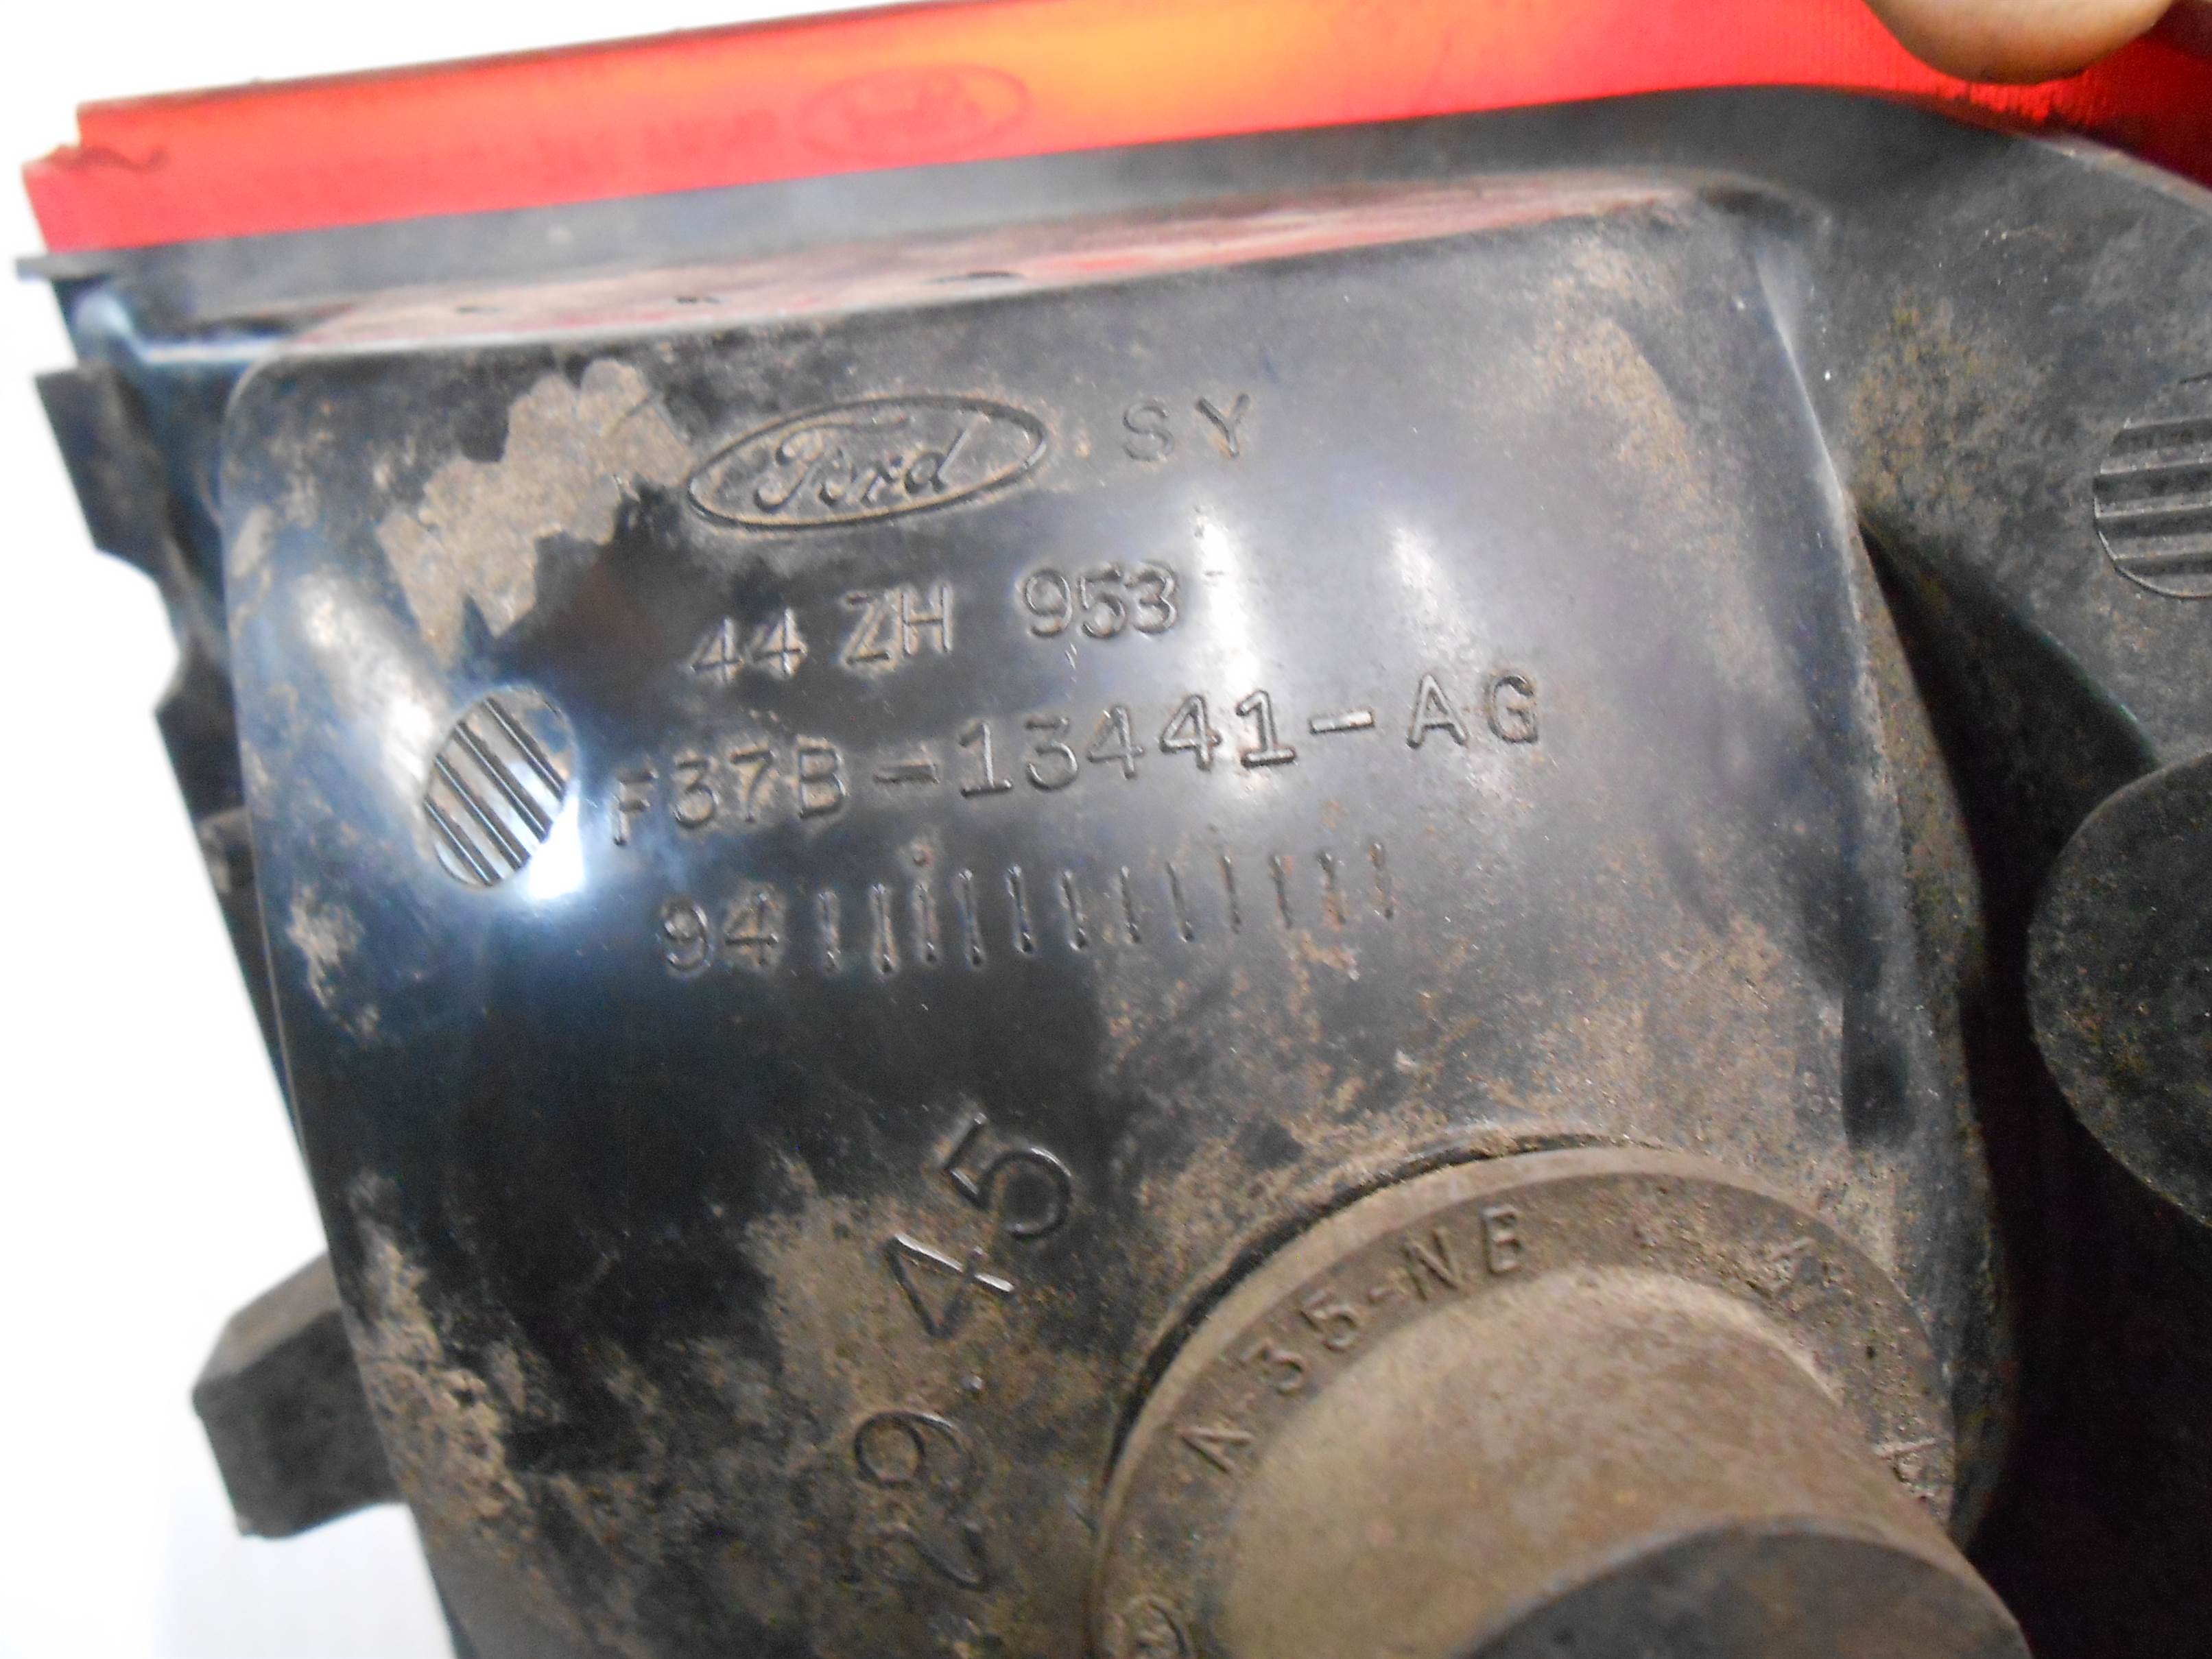 Ford SY
44 ZH 953
F37B-13441-AG
94
29.45
A-35-NB